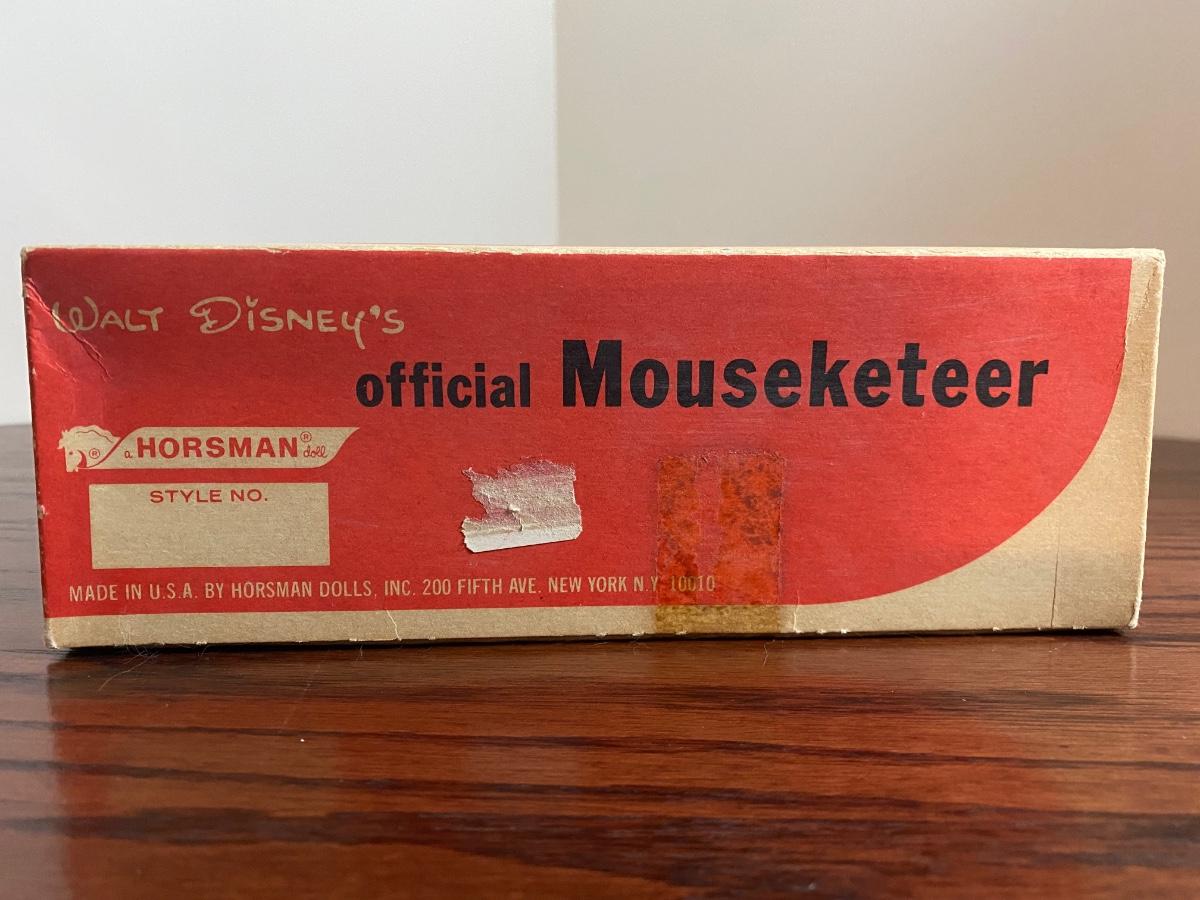 WALT DISNEY'S
official Mouseketeer
® a HORSMAN® doll
STYLE NO.
MADE IN U.S.A. BY HORSMAN DOLLS, INC. 200 FIFTH AVE. NEW YORK N.Y. 10010